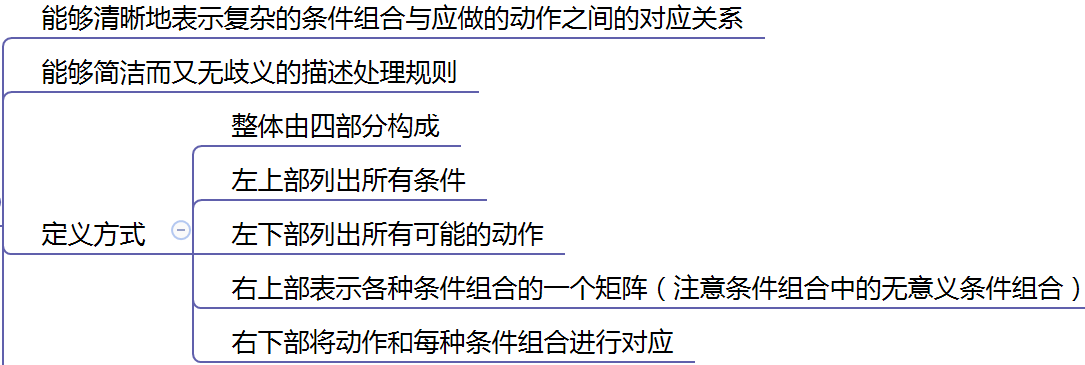 能够清晰地表示复杂的条件组合与应做的动作之间的对应关系
能够简洁而又无歧义的描述处理规则
整体由四部分构成
左上部列出所有条件
定义方式
左下部列出所有可能的动作
右上部表示各种条件组合的一个矩阵（注意条件组合中的无意义条件组合）
右下部将动作和每种条件组合进行对应